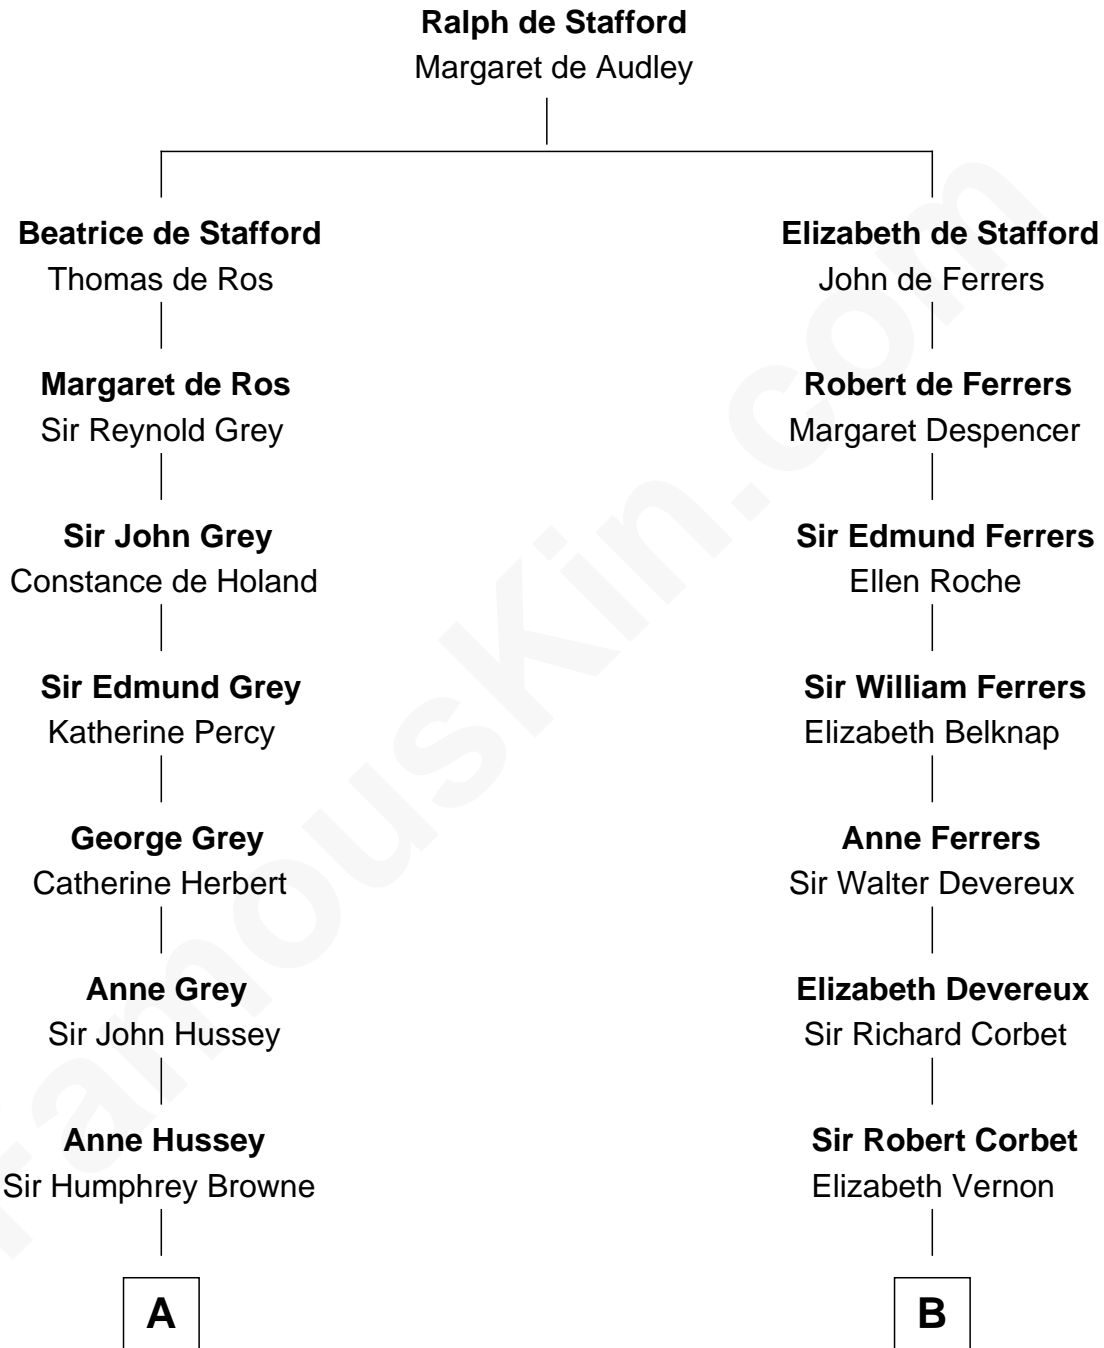 Ralph de Stafford
Margaret de Audley
Beatrice de Stafford
Thomas de Ros
Elizabeth de Stafford
John de Ferrers
Margaret de Ros
Sir Reynold Grey
Robert de Ferrers
Margaret Despencer
Sir John Grey
Constance de Holand
Sir Edmund Ferrers
Ellen Roche
Sir Edmund Grey
Katherine Percy
Sir William Ferrers
Elizabeth Belknap
George Grey
Catherine Herbert
Anne Ferrers
Sir Walter Devereux
Anne Grey
Sir John Hussey
Elizabeth Devereux
Sir Richard Corbet
Anne Hussey
Sir Humphrey Browne
Sir Robert Corbet
Elizabeth Vernon
A
B
FamousKin.com